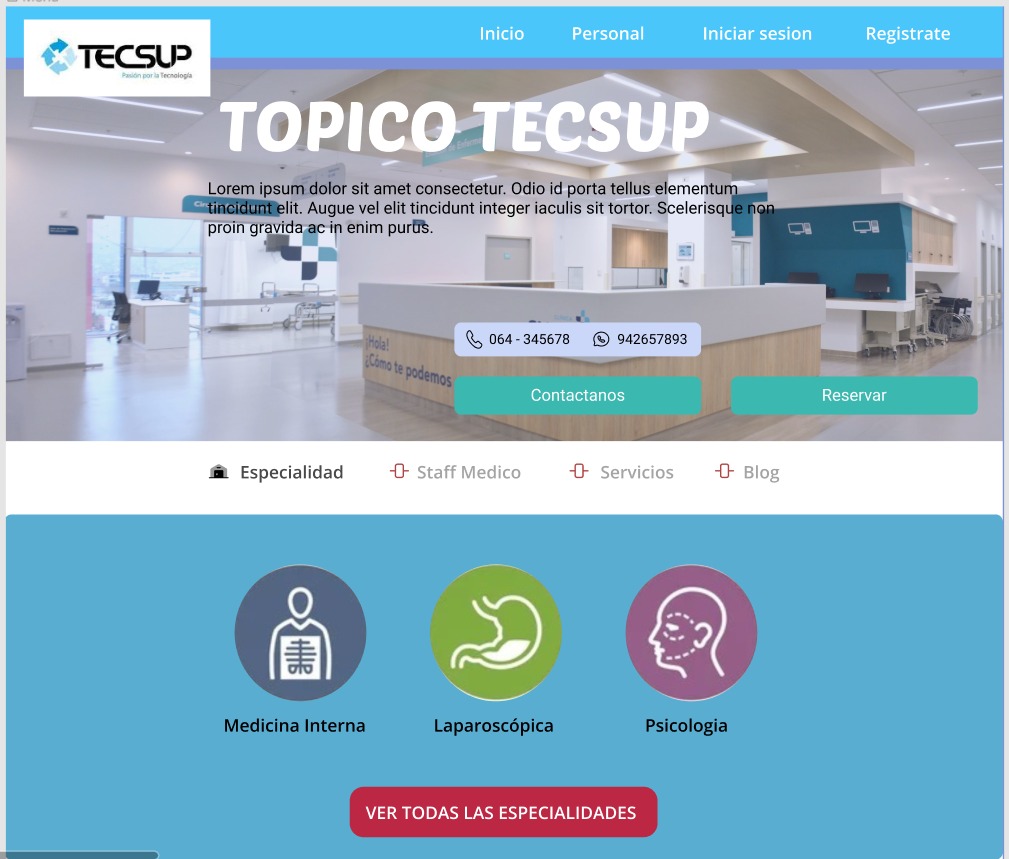 TECSUP
Pasión por la Tecnología
Inicio Personal Iniciar sesion Registrate
TOPICO TECSUP
Lorem ipsum dolor sit amet consectetur. Odio id porta tellus elementum
tincidunt elit. Augue vel elit tincidunt integer iaculis sit tortor. Scelerisque non
proin gravida ac in enim purus.
¡Hola!
¿Cómo te podemos
064 - 345678 942657893
Contactanos Reservar
Especialidad Staff Medico Servicios Blog
Medicina Interna Laparoscópica Psicologia
VER TODAS LAS ESPECIALIDADES